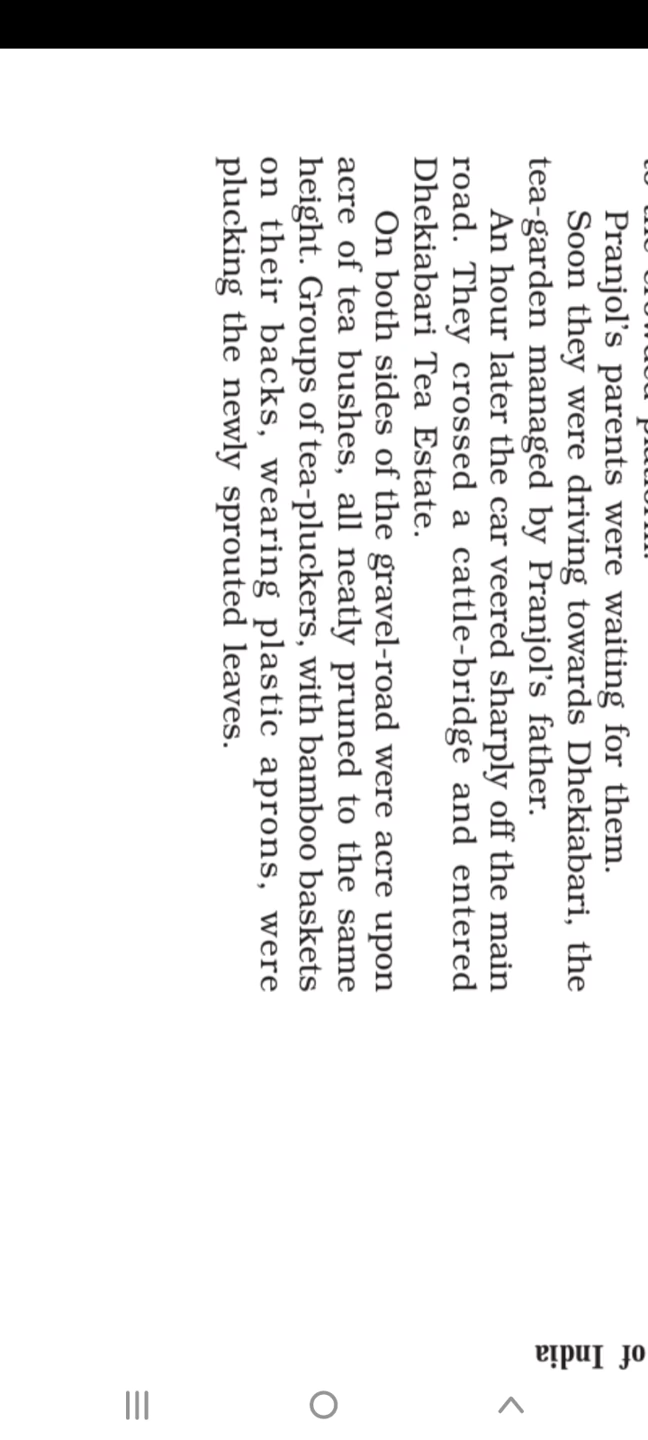 Pranjol's parents were waiting for them.
Soon they were driving towards Dhekiabari, the
tea-garden managed by Pranjol's father.
An hour later the car veered sharply off the main
road. They crossed a cattle-bridge and entered
Dhekiabari Tea Estate.
On both sides of the gravel-road were acre upon
acre of tea bushes, all neatly pruned to the same
height. Groups of tea-pluckers, with bamboo baskets
on their backs, wearing plastic aprons, were
plucking the newly sprouted leaves.
of India